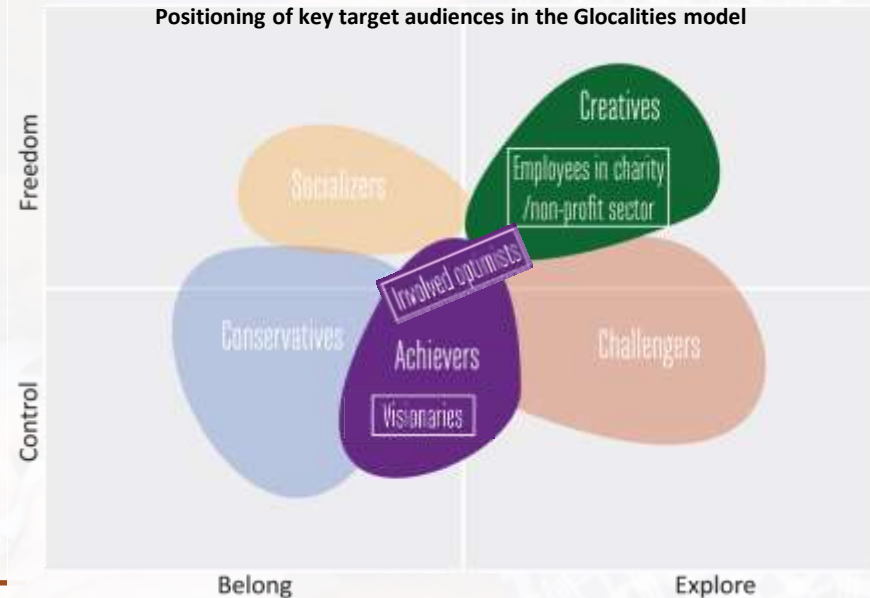 Positioning of key target audiences in the Glocalities model
Freedom
Control
Creatives
Employees in charity
/non-profit sector
Socializers
Involved optimists
Conservatives
Achievers
Challengers
Visionaries
Belong
Explore